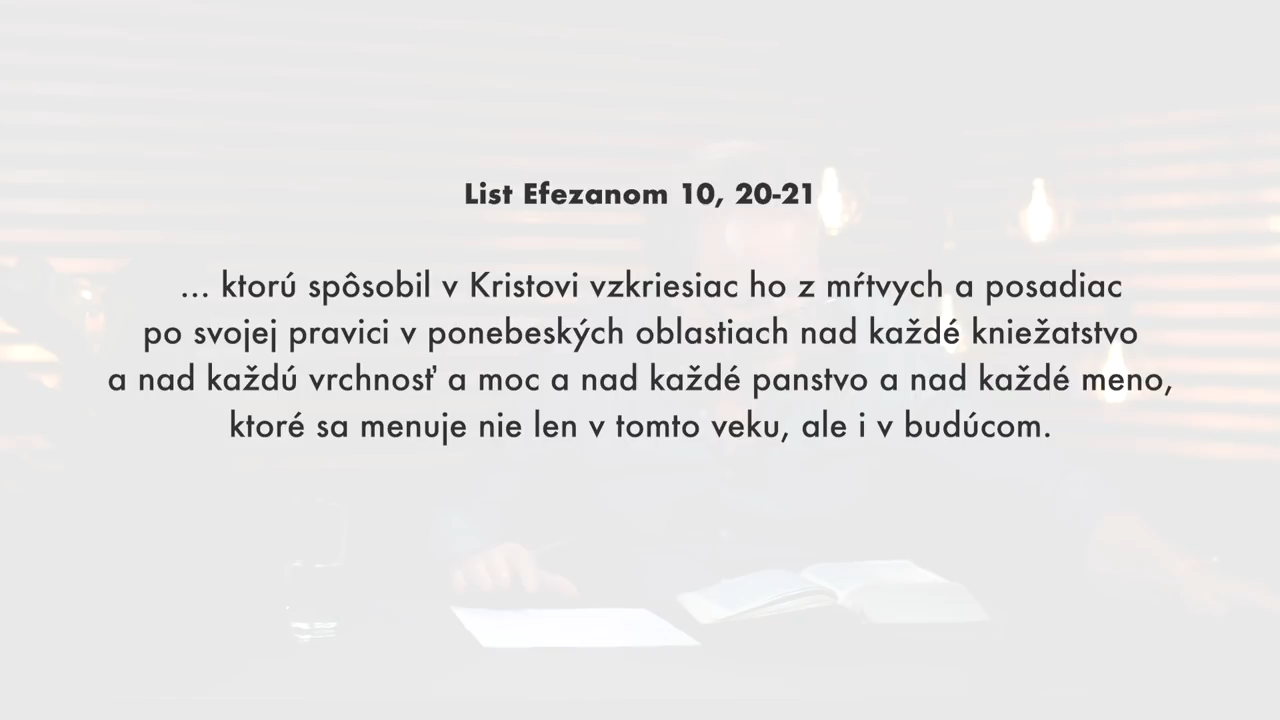 List Efezanom 10, 20-21
... ktorú spôsobil v Kristovi vzkriesiac ho z mŕtvych a posadiac
po svojej pravici v ponebeských oblastiach nad každé kniežatstvo
a nad každú vrchnosť a moc a nad každé panstvo a nad každé meno,
ktoré sa menuje nie len v tomto veku, ale i v budúcom.